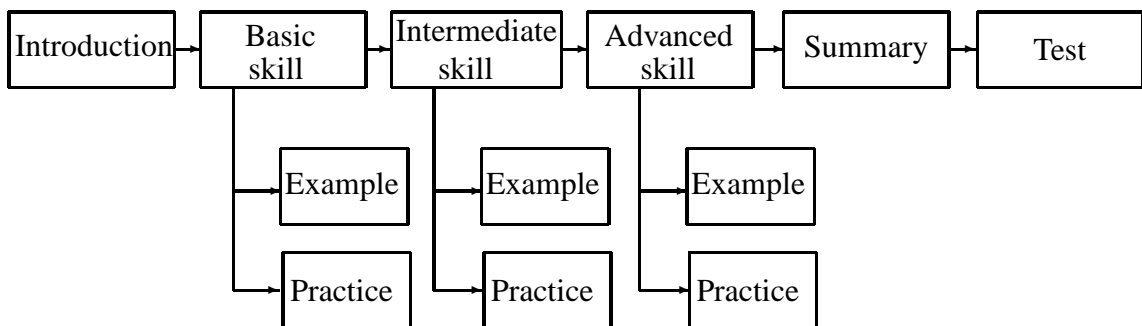 Introduction
Basic
skill
Intermediate
skill
Advanced
skill
Summary
Test
Example
Example
Example
Practice
Practice
Practice